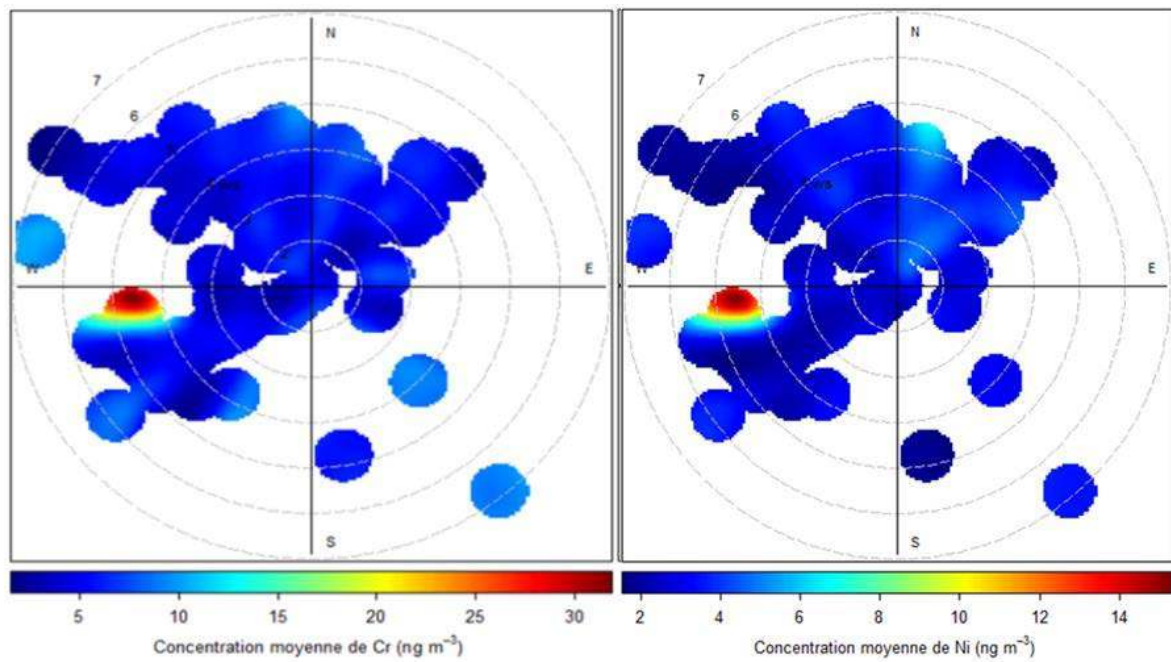 N
7
6
W
E
S
5 10 15 20 25 30
Concentration moyenne de Cr (ng m⁻³)
N
7
6
W
E
S
2 4 6 8 10 12 14
Concentration moyenne de Ni (ng m⁻³)